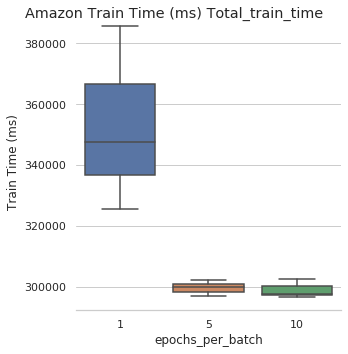 Amazon Train Time (ms) Total_train_time
380000
360000
340000
320000
300000
Train Time (ms)
1 5 10
epochs_per_batch